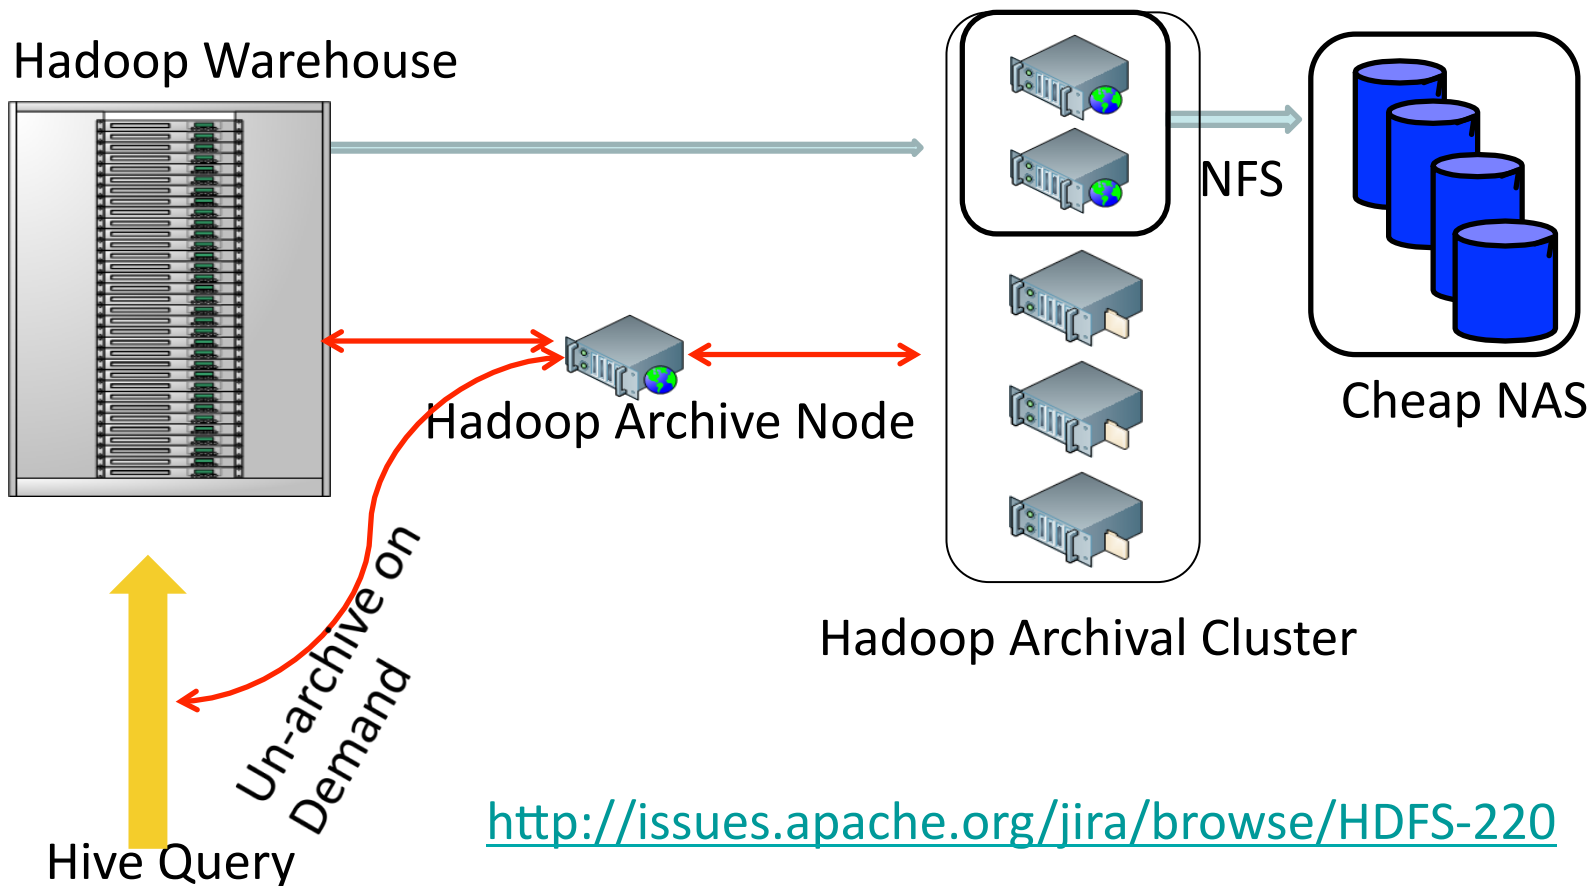 Hadoop Warehouse
NFS
Cheap NAS
Hadoop Archive Node
Un-archive on
Demand
Hadoop Archival Cluster
http://issues.apache.org/jira/browse/HDFS-220
Hive Query